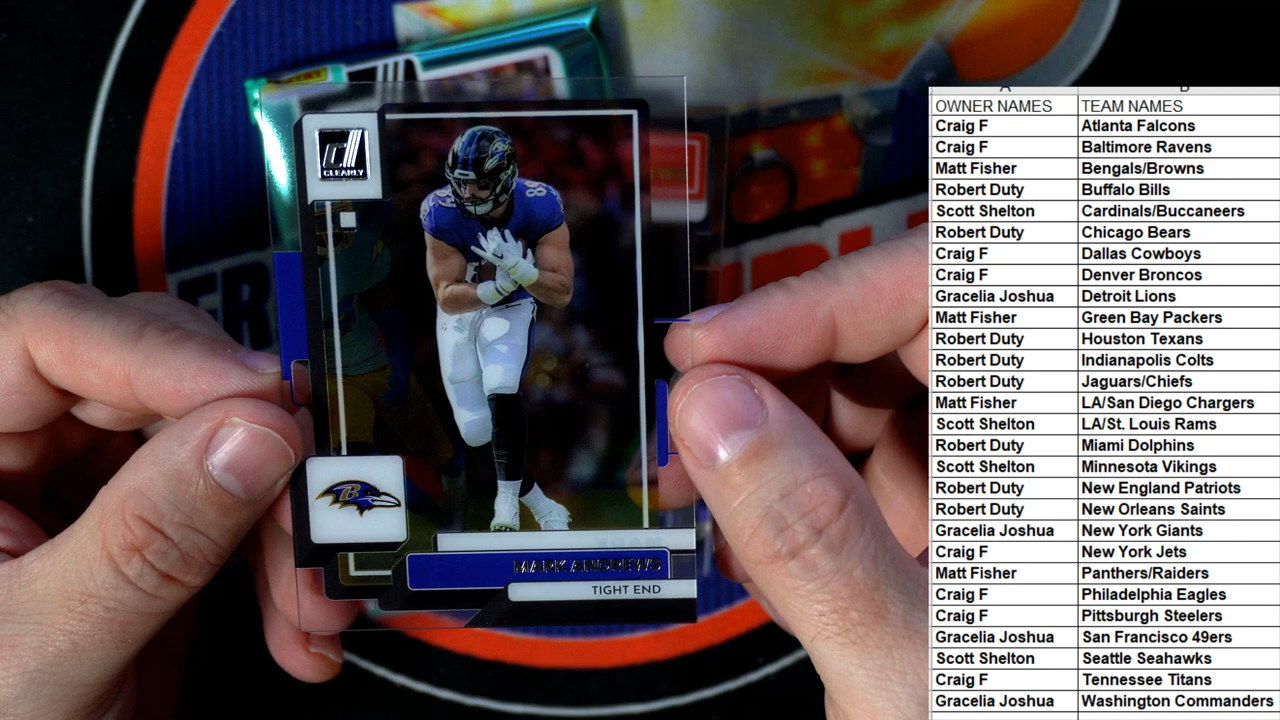 CLEARLY
89
MARK ANDREWS
TIGHT END
A B
OWNER NAMES TEAM NAMES
Craig F Atlanta Falcons
Craig F Baltimore Ravens
Matt Fisher Bengals/Browns
Robert Duty Buffalo Bills
Scott Shelton Cardinals/Buccaneers
Robert Duty Chicago Bears
Craig F Dallas Cowboys
Craig F Denver Broncos
Gracelia Joshua Detroit Lions
Matt Fisher Green Bay Packers
Robert Duty Houston Texans
Robert Duty Indianapolis Colts
Robert Duty Jaguars/Chiefs
Matt Fisher LA/San Diego Chargers
Scott Shelton LA/St. Louis Rams
Robert Duty Miami Dolphins
Scott Shelton Minnesota Vikings
Robert Duty New England Patriots
Robert Duty New Orleans Saints
Gracelia Joshua New York Giants
Craig F New York Jets
Matt Fisher Panthers/Raiders
Craig F Philadelphia Eagles
Craig F Pittsburgh Steelers
Gracelia Joshua San Francisco 49ers
Scott Shelton Seattle Seahawks
Craig F Tennessee Titans
Gracelia Joshua Washington Commanders